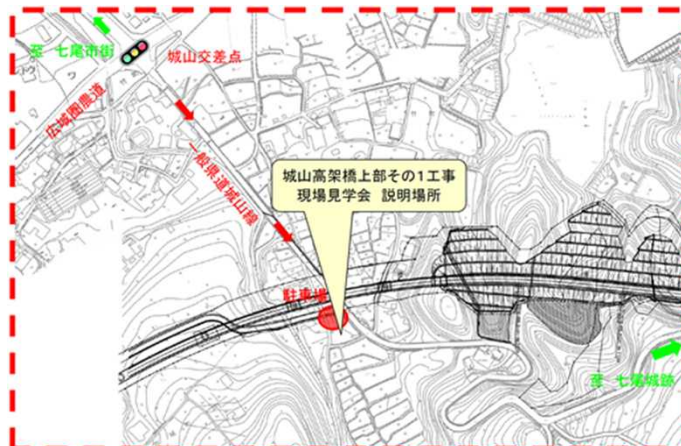 至 七尾市街
城山交差点
広域圏農道
一般県道城山線
城山高架橋上部その1工事
現場見学会 説明場所
駐車場
至 七尾城跡